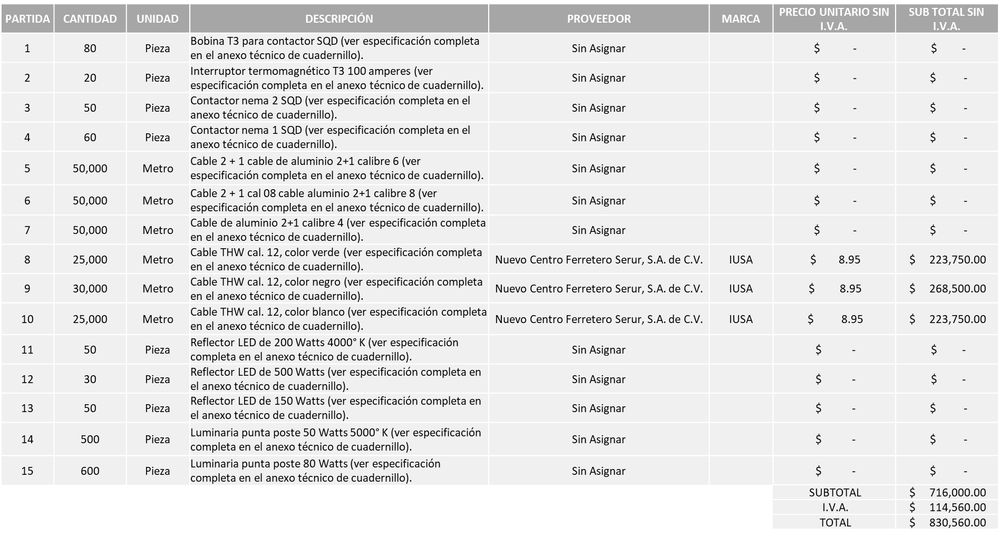 PARTIDA CANTIDAD UNIDAD DESCRIPCIÓN PROVEEDOR MARCA PRECIO UNITARIO SIN I.V.A. SUB TOTAL SIN I.V.A.
1 80 Pieza Bobina T3 para contactor SQD (ver especificación completa en el anexo técnico de cuadernillo). Sin Asignar $ - $ -
2 20 Pieza Interruptor termomagnético T3 100 amperes (ver especificación completa en el anexo técnico de cuadernillo). Sin Asignar $ - $ -
3 50 Pieza Contactor nema 2 SQD (ver especificación completa en el anexo técnico de cuadernillo). Sin Asignar $ - $ -
4 60 Pieza Contactor nema 1 SQD (ver especificación completa en el anexo técnico de cuadernillo). Sin Asignar $ - $ -
5 50,000 Metro Cable 2 + 1 cable de aluminio 2+1 calibre 6 (ver especificación completa en el anexo técnico de cuadernillo). Sin Asignar $ - $ -
6 50,000 Metro Cable 2 + 1 cal 08 cable aluminio 2+1 calibre 8 (ver especificación completa en el anexo técnico de cuadernillo). Sin Asignar $ - $ -
7 50,000 Metro Cable de aluminio 2+1 calibre 4 (ver especificación completa en el anexo técnico de cuadernillo). Sin Asignar $ - $ -
8 25,000 Metro Cable THW cal. 12, color verde (ver especificación completa en el anexo técnico de cuadernillo). Nuevo Centro Ferretero Serur, S.A. de C.V. IUSA $ 8.95 $ 223,750.00
9 30,000 Metro Cable THW cal. 12, color negro (ver especificación completa en el anexo técnico de cuadernillo). Nuevo Centro Ferretero Serur, S.A. de C.V. IUSA $ 8.95 $ 268,500.00
10 25,000 Metro Cable THW cal. 12, color blanco (ver especificación completa en el anexo técnico de cuadernillo). Nuevo Centro Ferretero Serur, S.A. de C.V. IUSA $ 8.95 $ 223,750.00
11 50 Pieza Reflector LED de 200 Watts 4000° K (ver especificación completa en el anexo técnico de cuadernillo). Sin Asignar $ - $ -
12 30 Pieza Reflector LED de 500 Watts (ver especificación completa en el anexo técnico de cuadernillo). Sin Asignar $ - $ -
13 50 Pieza Reflector LED de 150 Watts (ver especificación completa en el anexo técnico de cuadernillo). Sin Asignar $ - $ -
14 500 Pieza Luminaria punta poste 50 Watts 5000° K (ver especificación completa en el anexo técnico de cuadernillo). Sin Asignar $ - $ -
15 600 Pieza Luminaria punta poste 80 Watts (ver especificación completa en el anexo técnico de cuadernillo). Sin Asignar $ - $ -
SUBTOTAL $ 716,000.00
I.V.A. $ 114,560.00
TOTAL $ 830,560.00